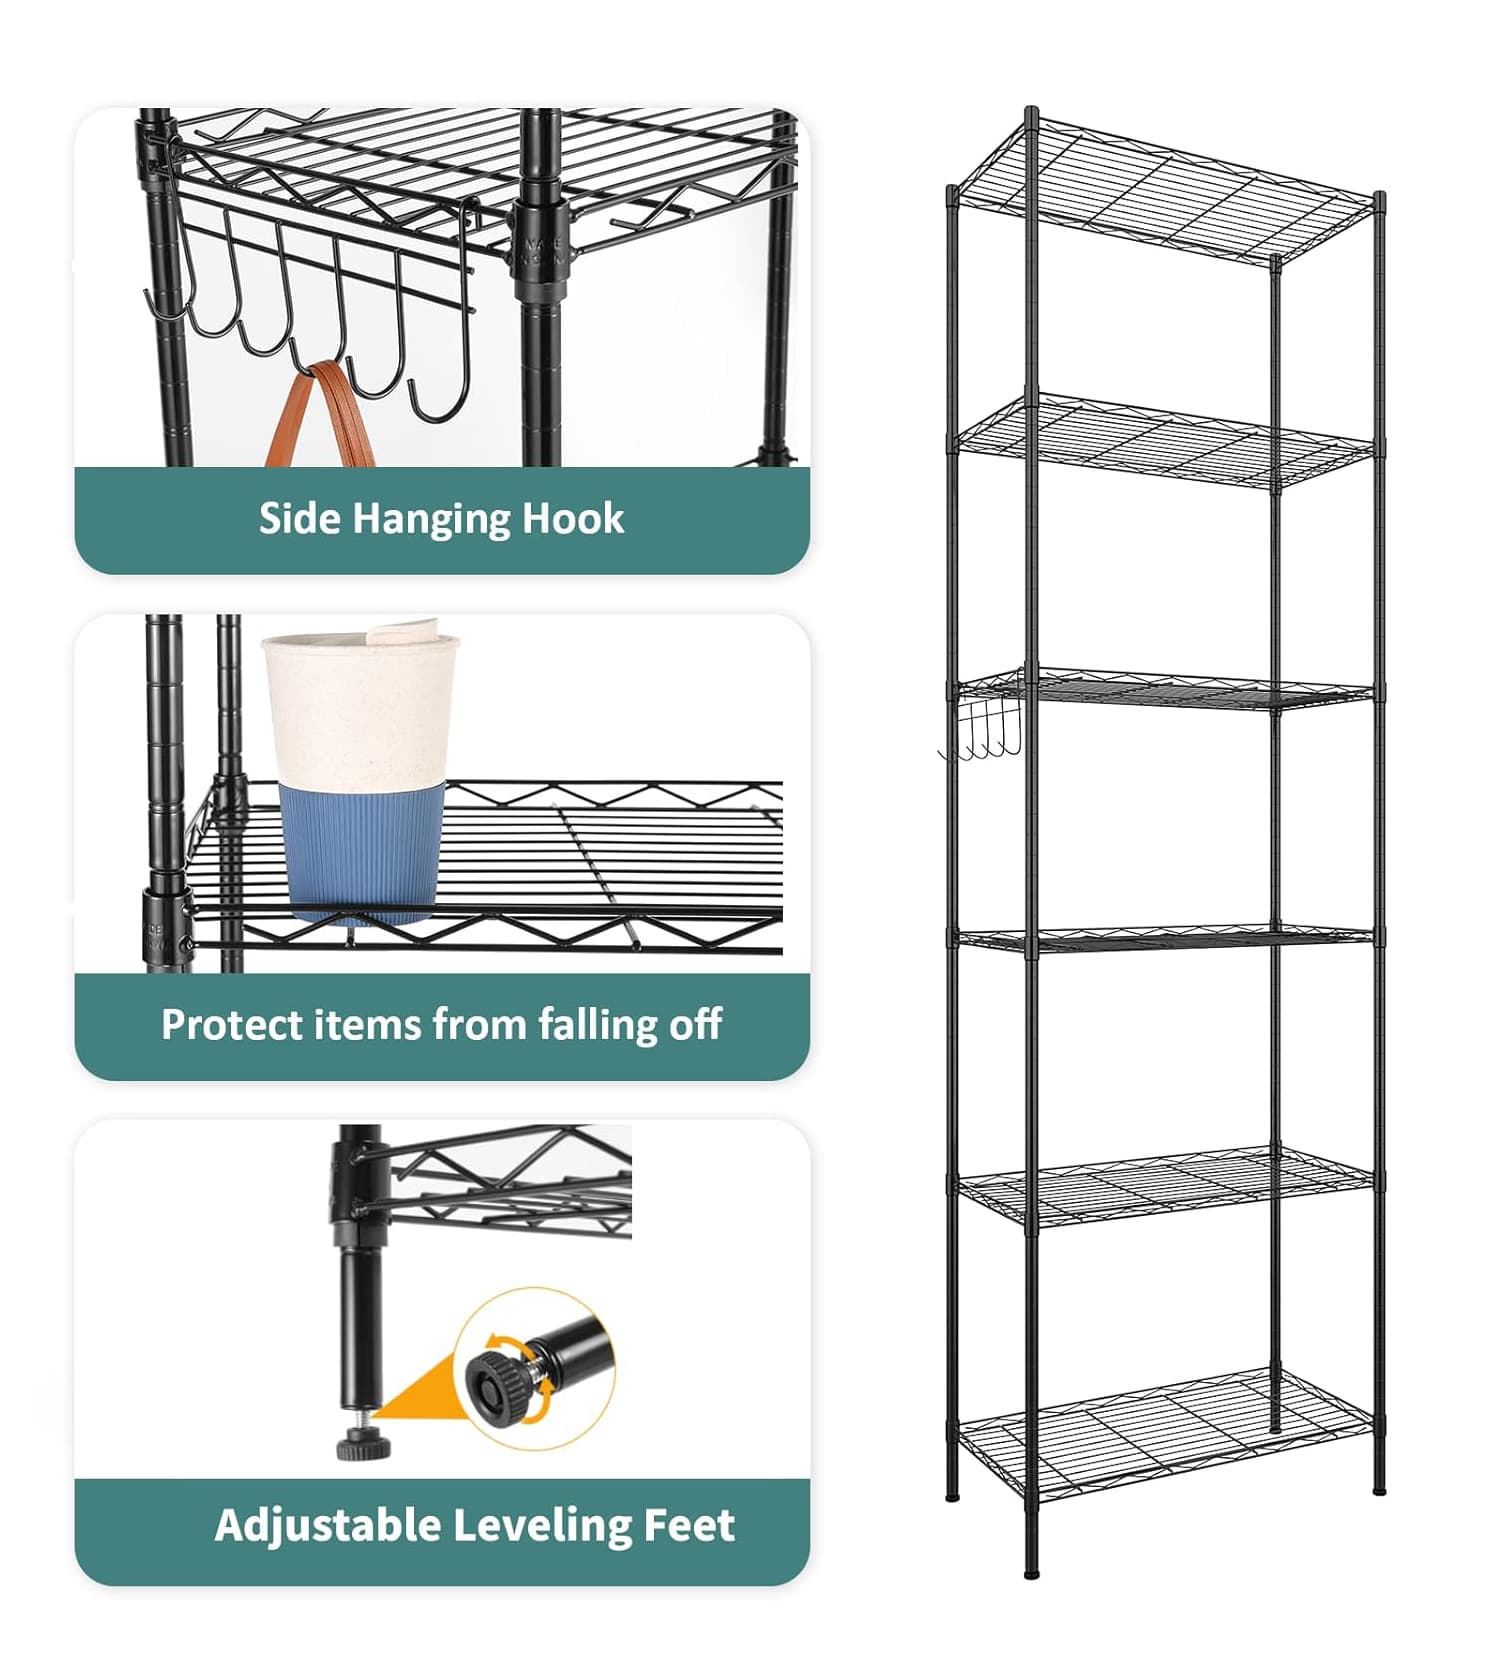 Side Hanging Hook
Protect items from falling off
Adjustable Leveling Feet